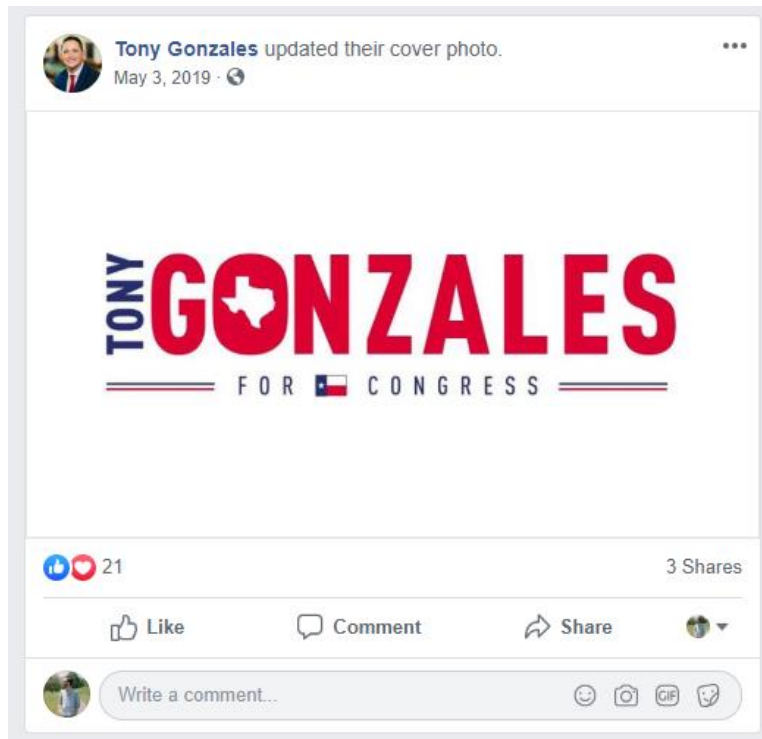 Tony Gonzales updated their cover photo.
May 3, 2019 ·
TONY
GONZALES
FOR CONGRESS
21
3 Shares
Like
Comment
Share
Write a comment...
GIF